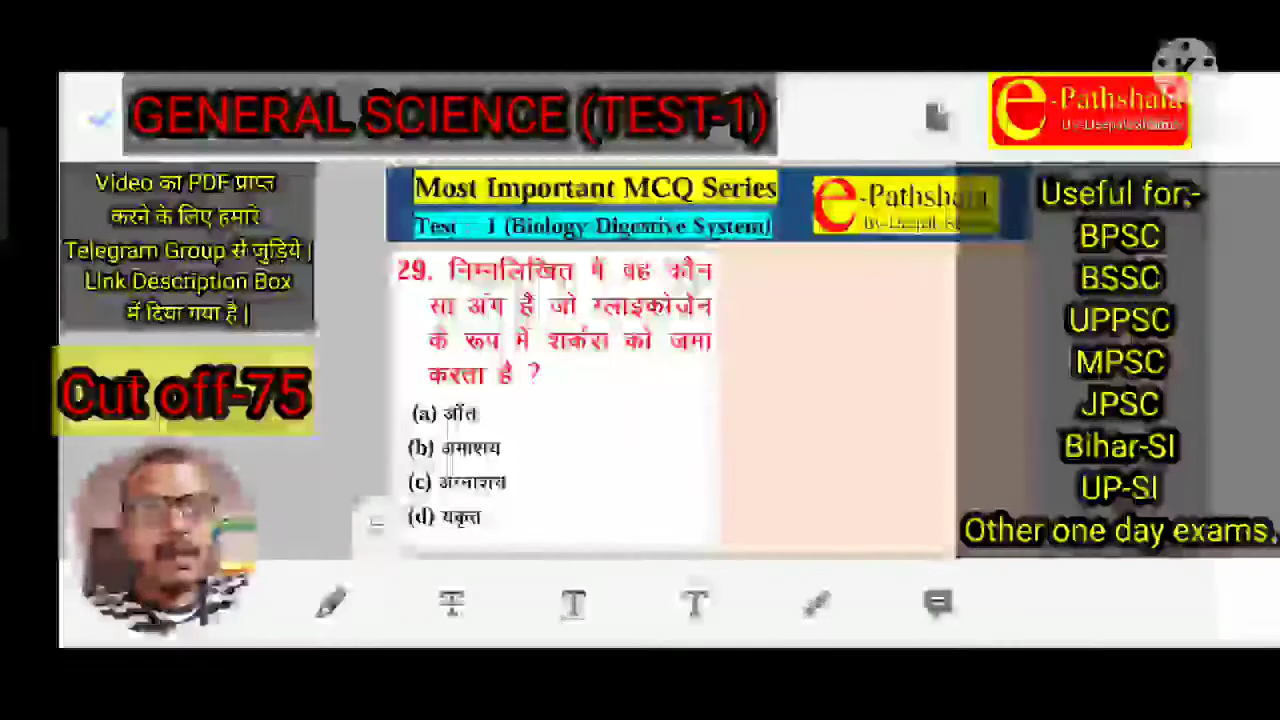 GENERAL SCIENCE (TEST-1)
e-Pathshala
Video का PDF प्राप्त
करने के लिए हमारे
Telegram Group से जुड़िये |
Link Description Box
में दिया गया है |
Cut off-75
Most Important MCQ Series
Test - 1 (Biology Digestive System)
e-Pathshala
29. निम्नलिखित में वह कौन
सा अंग है जो ग्लाइकोजेन
के रूप में शर्करा को जमा
करता है ?
(a) आँत
(b) अमाशय
(c) अग्नाशय
(d) यकृत
Useful for:-
BPSC
BSSC
UPPSC
MPSC
JPSC
Bihar-SI
UP-SI
Other one day exams.